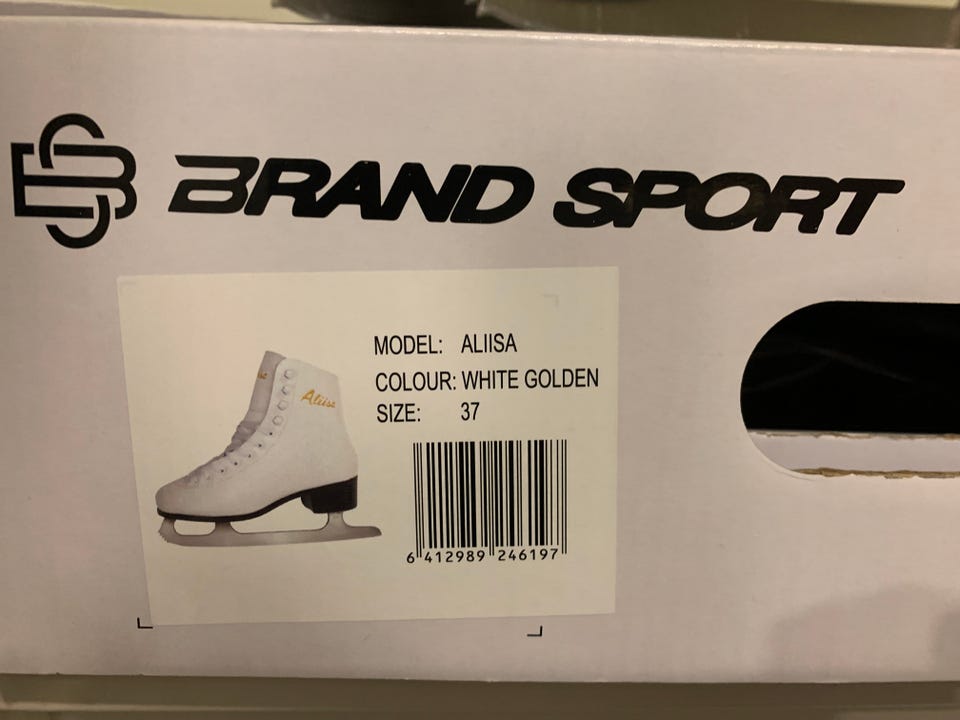 BRAND SPORT
MODEL: ALIISA
COLOUR: WHITE GOLDEN
SIZE: 37
Aliisa
6 412989 246197